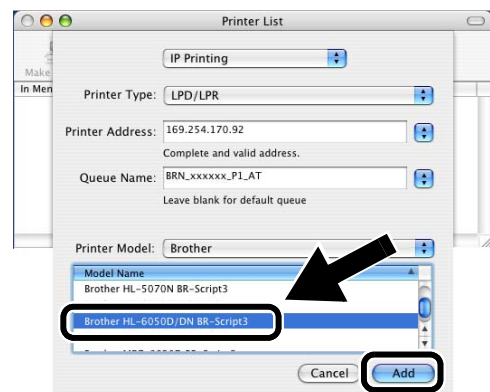 Printer List
IP Printing
Make
In Men
Printer Type: LPD/LPR
Printer Address: 169.254.170.92
Complete and valid address.
Queue Name: BRN_xxxxxx_P1_AT
Leave blank for default queue
Printer Model: Brother
Model Name
Brother HL-5070N BR-Script3
Brother HL-6050D/DN BR-Script3
Cancel Add